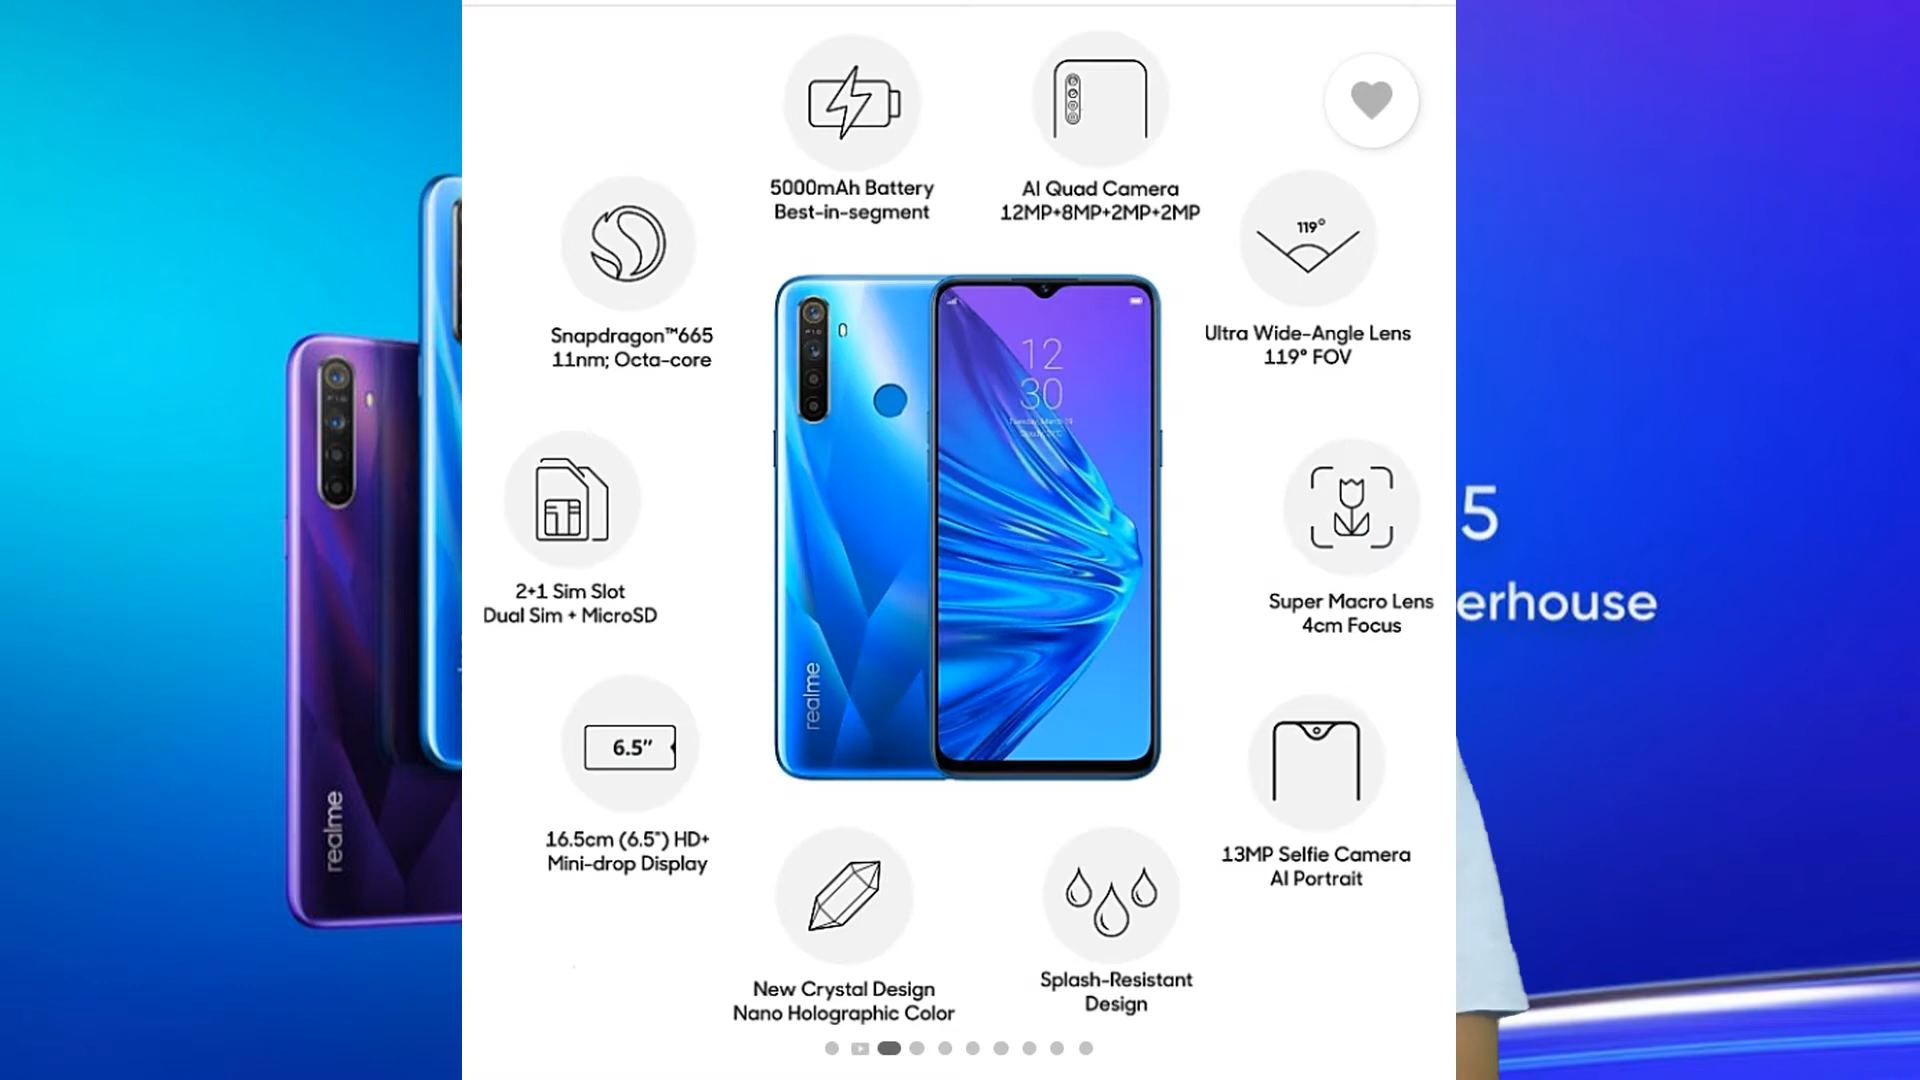 5000mAh Battery
Best-in-segment
AI Quad Camera
12MP+8MP+2MP+2MP
119°
Snapdragon™665
11nm; Octa-core
Ultra Wide-Angle Lens
119° FOV
12
30
2+1 Sim Slot
Dual Sim + MicroSD
Super Macro Lens
4cm Focus
5
erhouse
realme
realme
6.5"
16.5cm (6.5") HD+
Mini-drop Display
13MP Selfie Camera
AI Portrait
New Crystal Design
Nano Holographic Color
Splash-Resistant
Design